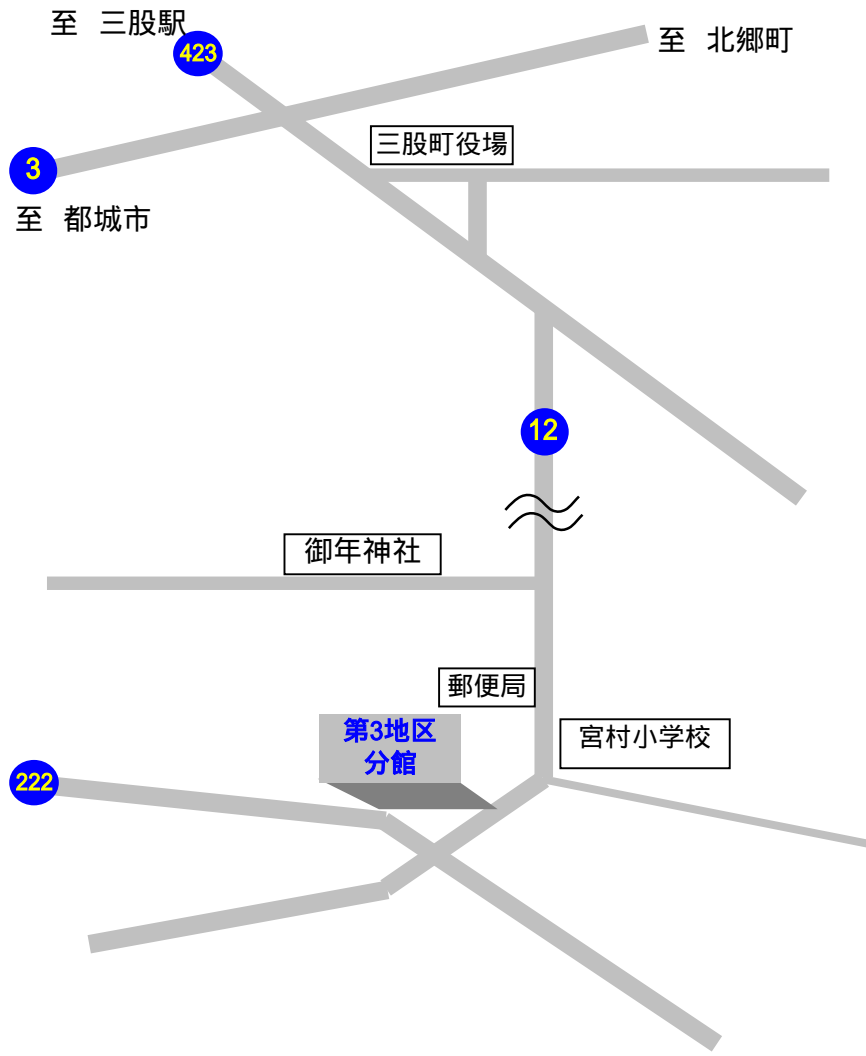 至 三股駅
423
至 北郷町
三股町役場
3
至 都城市
12
御年神社
郵便局
第3地区
分館
宮村小学校
222